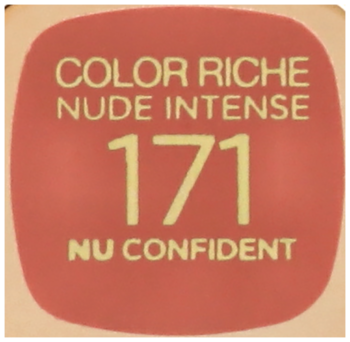 COLOR RICHE
NUDE INTENSE
171
NU CONFIDENT